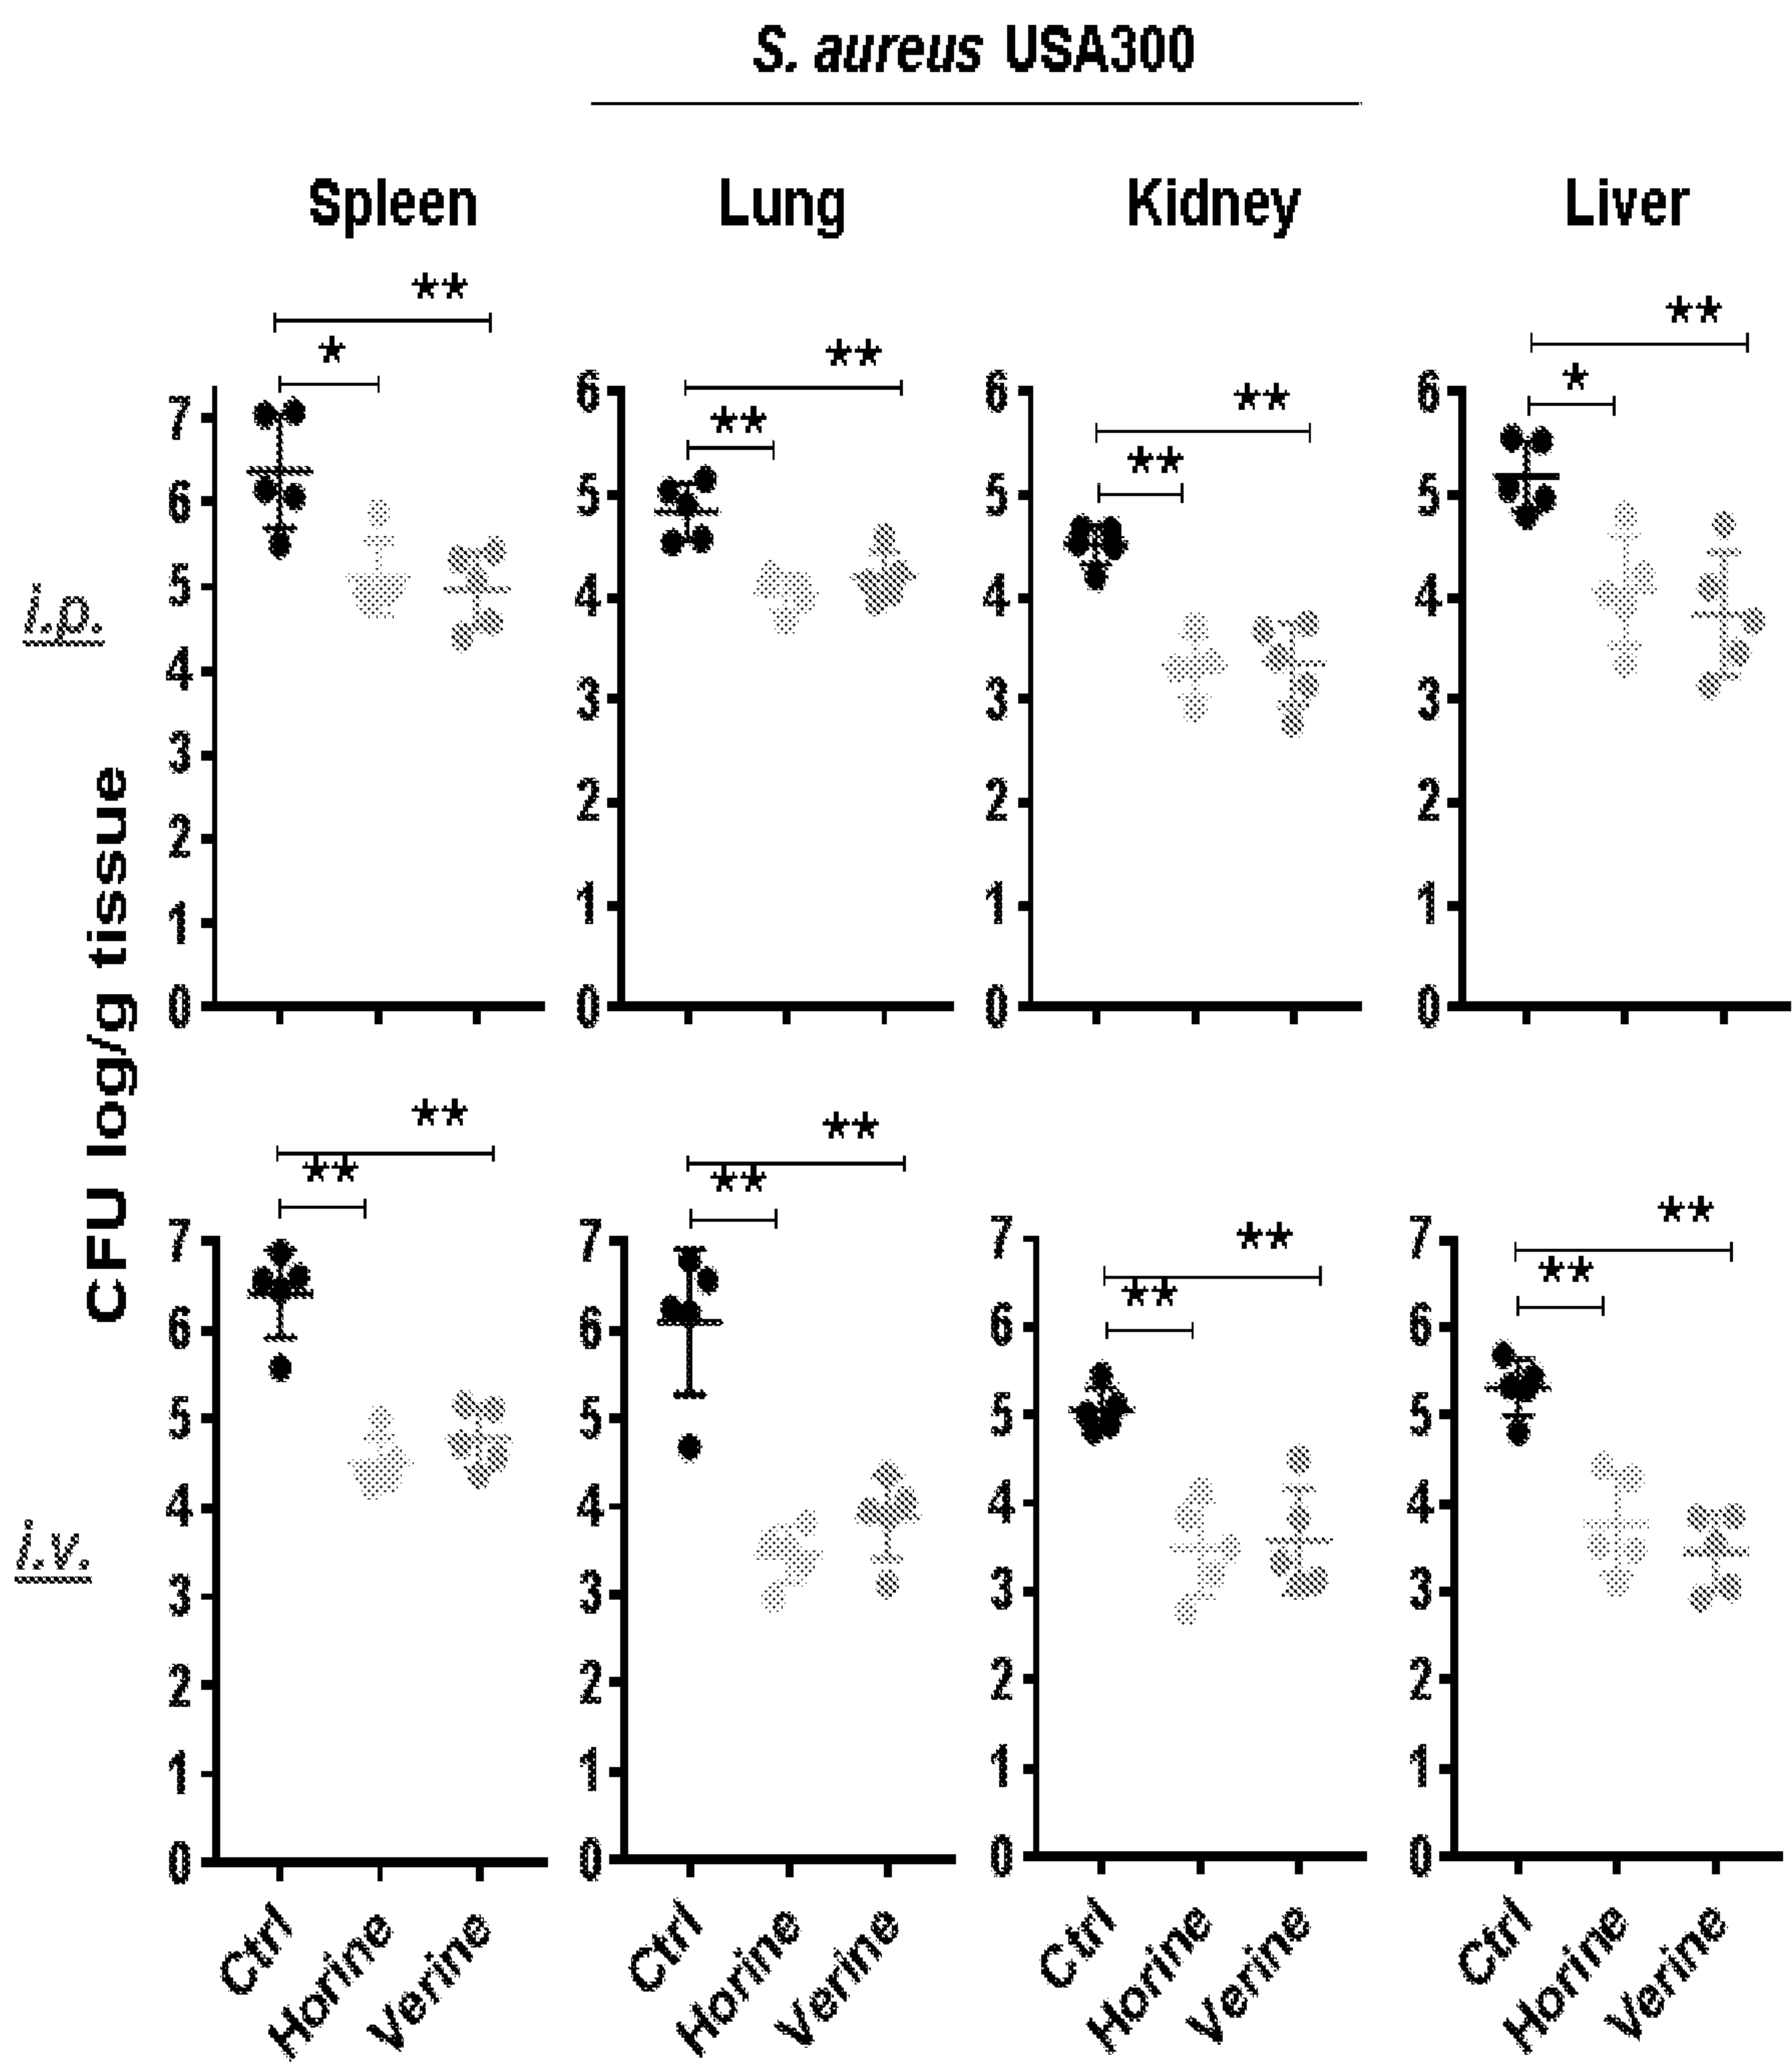 S. aureus USA300
Spleen Lung Kidney Liver
** ** ** **
* ** ** *
i.p.
CFU log/g tissue
7 6 5 4 3 2 1 0
6 5 4 3 2 1 0
6 5 4 3 2 1 0
6 5 4 3 2 1 0
** ** ** **
** ** ** **
i.v.
7 6 5 4 3 2 1 0
7 6 5 4 3 2 1 0
7 6 5 4 3 2 1 0
7 6 5 4 3 2 1 0
Ctrl Horine Verine
Ctrl Horine Verine
Ctrl Horine Verine
Ctrl Horine Verine